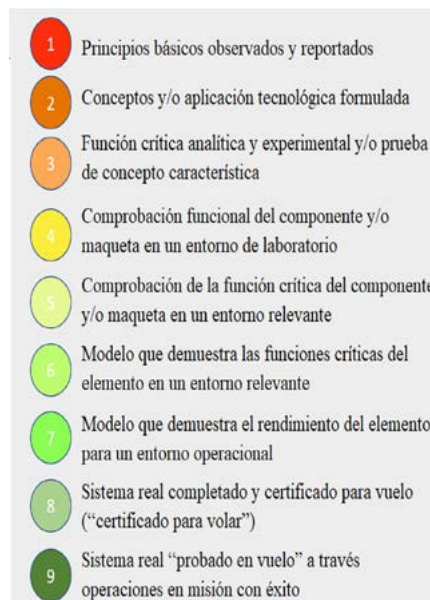 1 Principios básicos observados y reportados
2 Conceptos y/o aplicación tecnológica formulada
3 Función crítica analítica y experimental y/o prueba
de concepto característica
4 Comprobación funcional del componente y/o
maqueta en un entorno de laboratorio
5 Comprobación de la función crítica del componente
y/o maqueta en un entorno relevante
6 Modelo que demuestra las funciones críticas del
elemento en un entorno relevante
7 Modelo que demuestra el rendimiento del elemento
para un entorno operacional
8 Sistema real completado y certificado para vuelo
(“certificado para volar”)
9 Sistema real “probado en vuelo” a través
operaciones en misión con éxito